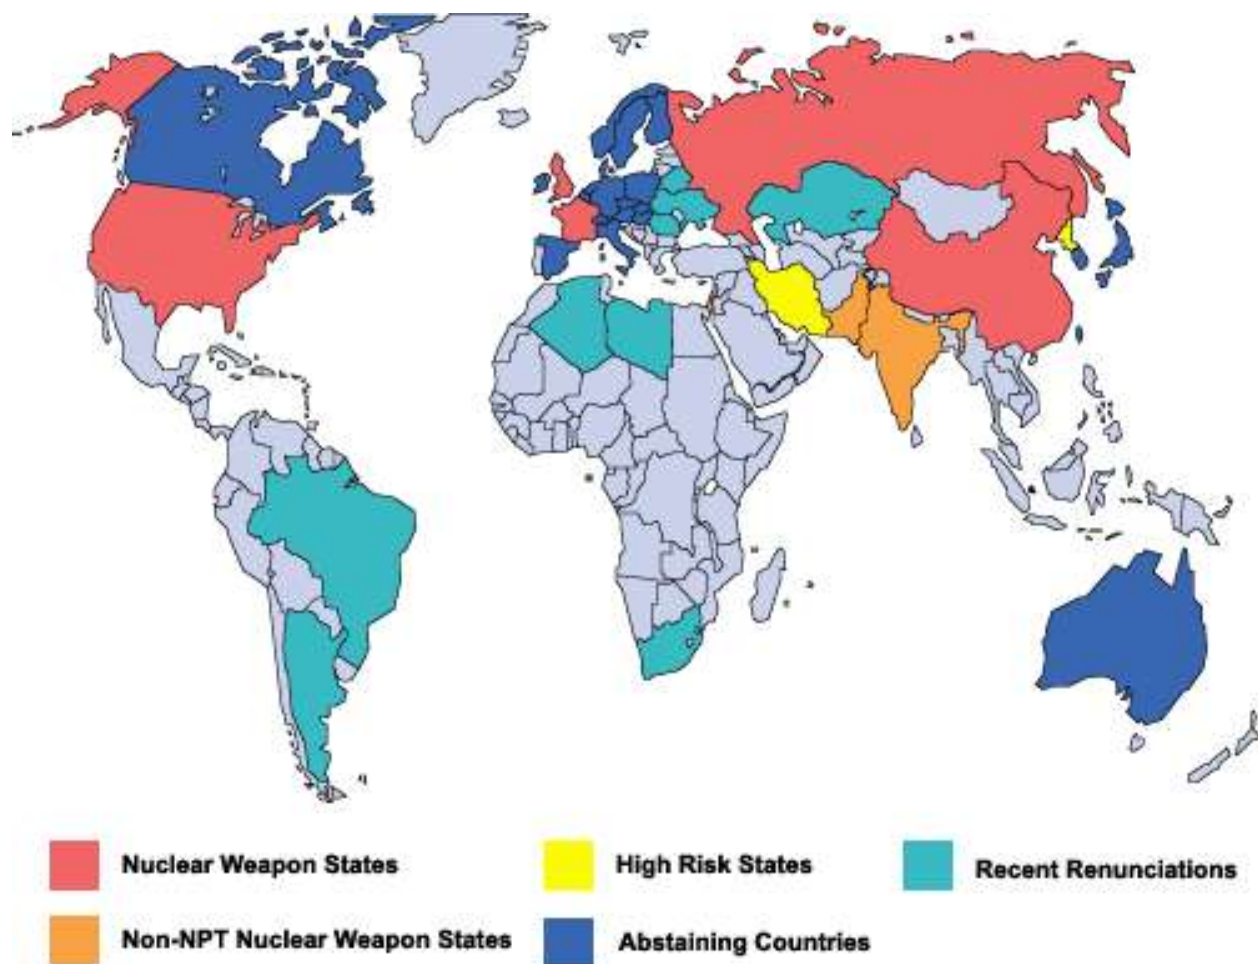 Nuclear Weapon States
High Risk States
Recent Renunciations
Non-NPT Nuclear Weapon States
Abstaining Countries